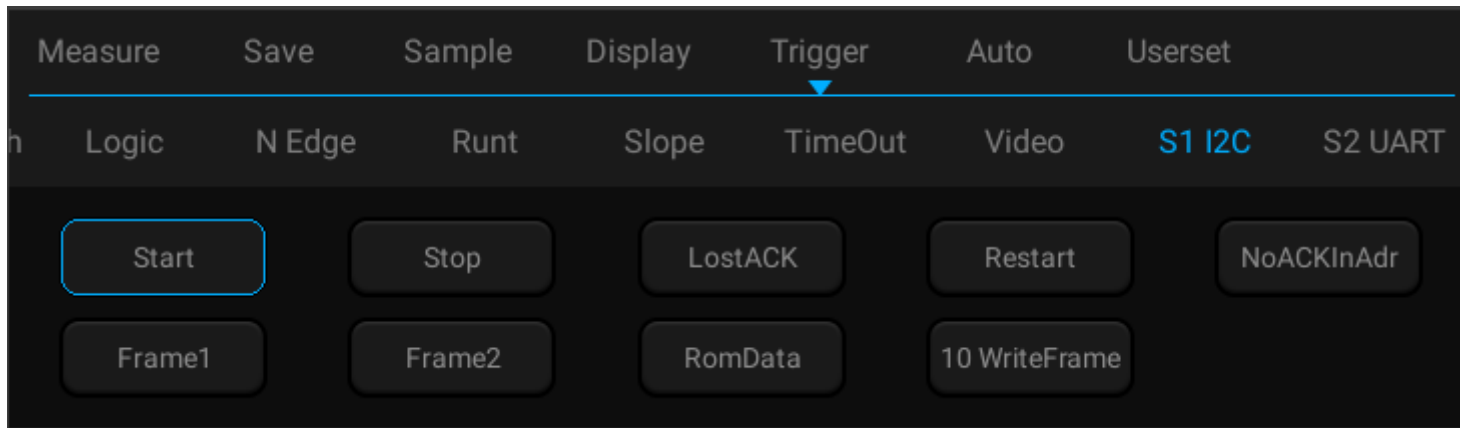 Measure Save Sample Display Trigger Auto Userset
h Logic N Edge Runt Slope TimeOut Video S1 I2C S2 UART
Start Stop LostACK Restart NoACKInAdr
Frame1 Frame2 RomData 10 WriteFrame